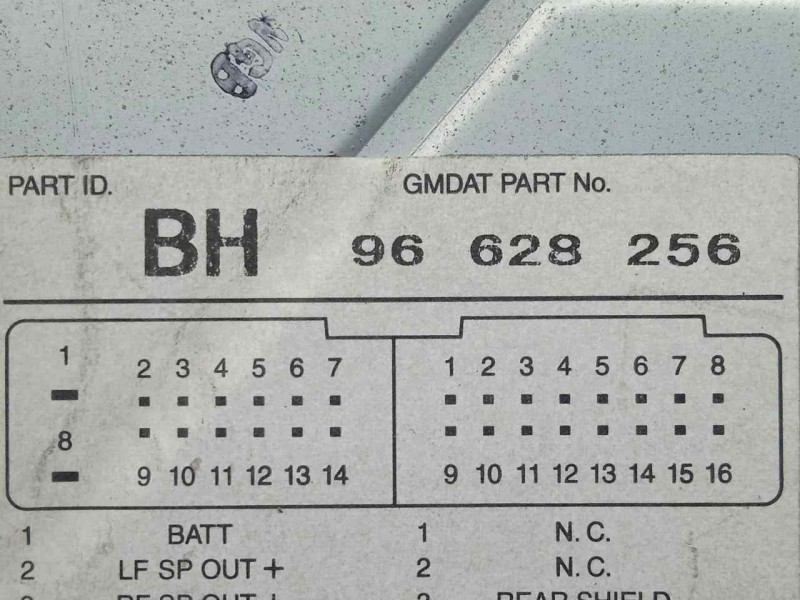 PART ID. GMDAT PART No.
BH 96 628 256
1 2 3 4 5 6 7 1 2 3 4 5 6 7 8
8 9 10 11 12 13 14 9 10 11 12 13 14 15 16
1 BATT 1 N.C.
2 LF SP OUT + 2 N.C.
REAR SHIELD